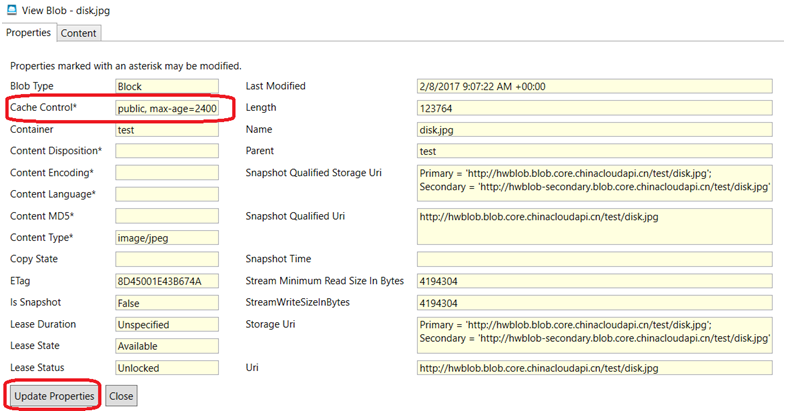 View Blob - disk.jpg
Properties Content
Properties marked with an asterisk may be modified.
Blob Type Block Last Modified 2/8/2017 9:07:22 AM +00:00
Cache Control* public, max-age=2400 Length 123764
Container test Name disk.jpg
Content Disposition* Parent test
Content Encoding* Snapshot Qualified Storage Uri Primary = 'http://hwblob.blob.core.chinacloudapi.cn/test/disk.jpg';
Content Language* Secondary = 'http://hwblob-secondary.blob.core.chinacloudapi.cn/test/disk.jpg'
Content MD5* Snapshot Qualified Uri http://hwblob.blob.core.chinacloudapi.cn/test/disk.jpg
Content Type* image/jpeg
Copy State Snapshot Time
ETag 8D45001E43B674A Stream Minimum Read Size In Bytes 4194304
Is Snapshot False StreamWriteSizeInBytes 4194304
Lease Duration Unspecified Storage Uri Primary = 'http://hwblob.blob.core.chinacloudapi.cn/test/disk.jpg';
Lease State Available Secondary = 'http://hwblob-secondary.blob.core.chinacloudapi.cn/test/disk.jpg'
Lease Status Unlocked Uri http://hwblob.blob.core.chinacloudapi.cn/test/disk.jpg
Update Properties Close